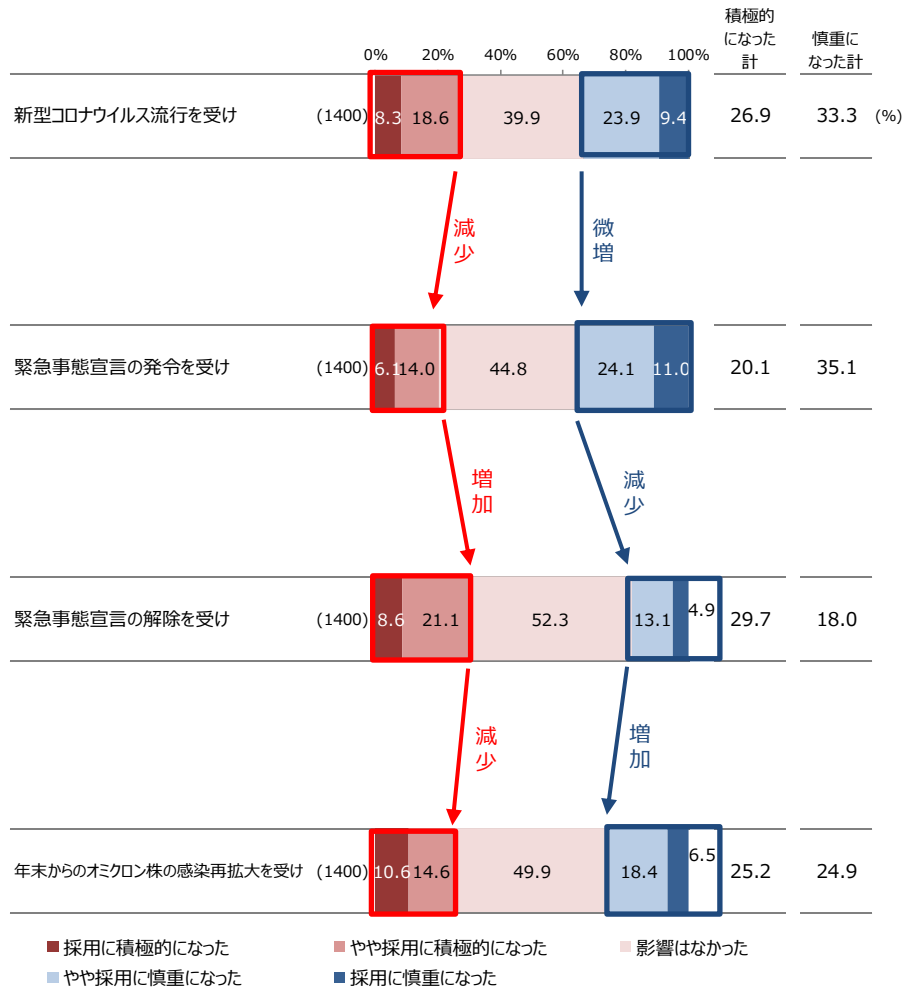 積極的
になった
計
慎重に
なった計
0%
20%
40%
60%
80%
100%
新型コロナウイルス流行を受け (1400) 8.3 18.6 39.9 23.9 9.4 26.9 33.3 (%)
減少
微増
緊急事態宣言の発令を受け (1400) 6.1 14.0 44.8 24.1 11.0 20.1 35.1
増加
減少
緊急事態宣言の解除を受け (1400) 8.6 21.1 52.3 13.1 4.9 29.7 18.0
減少
増加
年末からのオミクロン株の感染再拡大を受け (1400) 10.6 14.6 49.9 18.4 6.5 25.2 24.9
採用に積極的になった
やや採用に積極的になった
影響はなかった
やや採用に慎重になった
採用に慎重になった